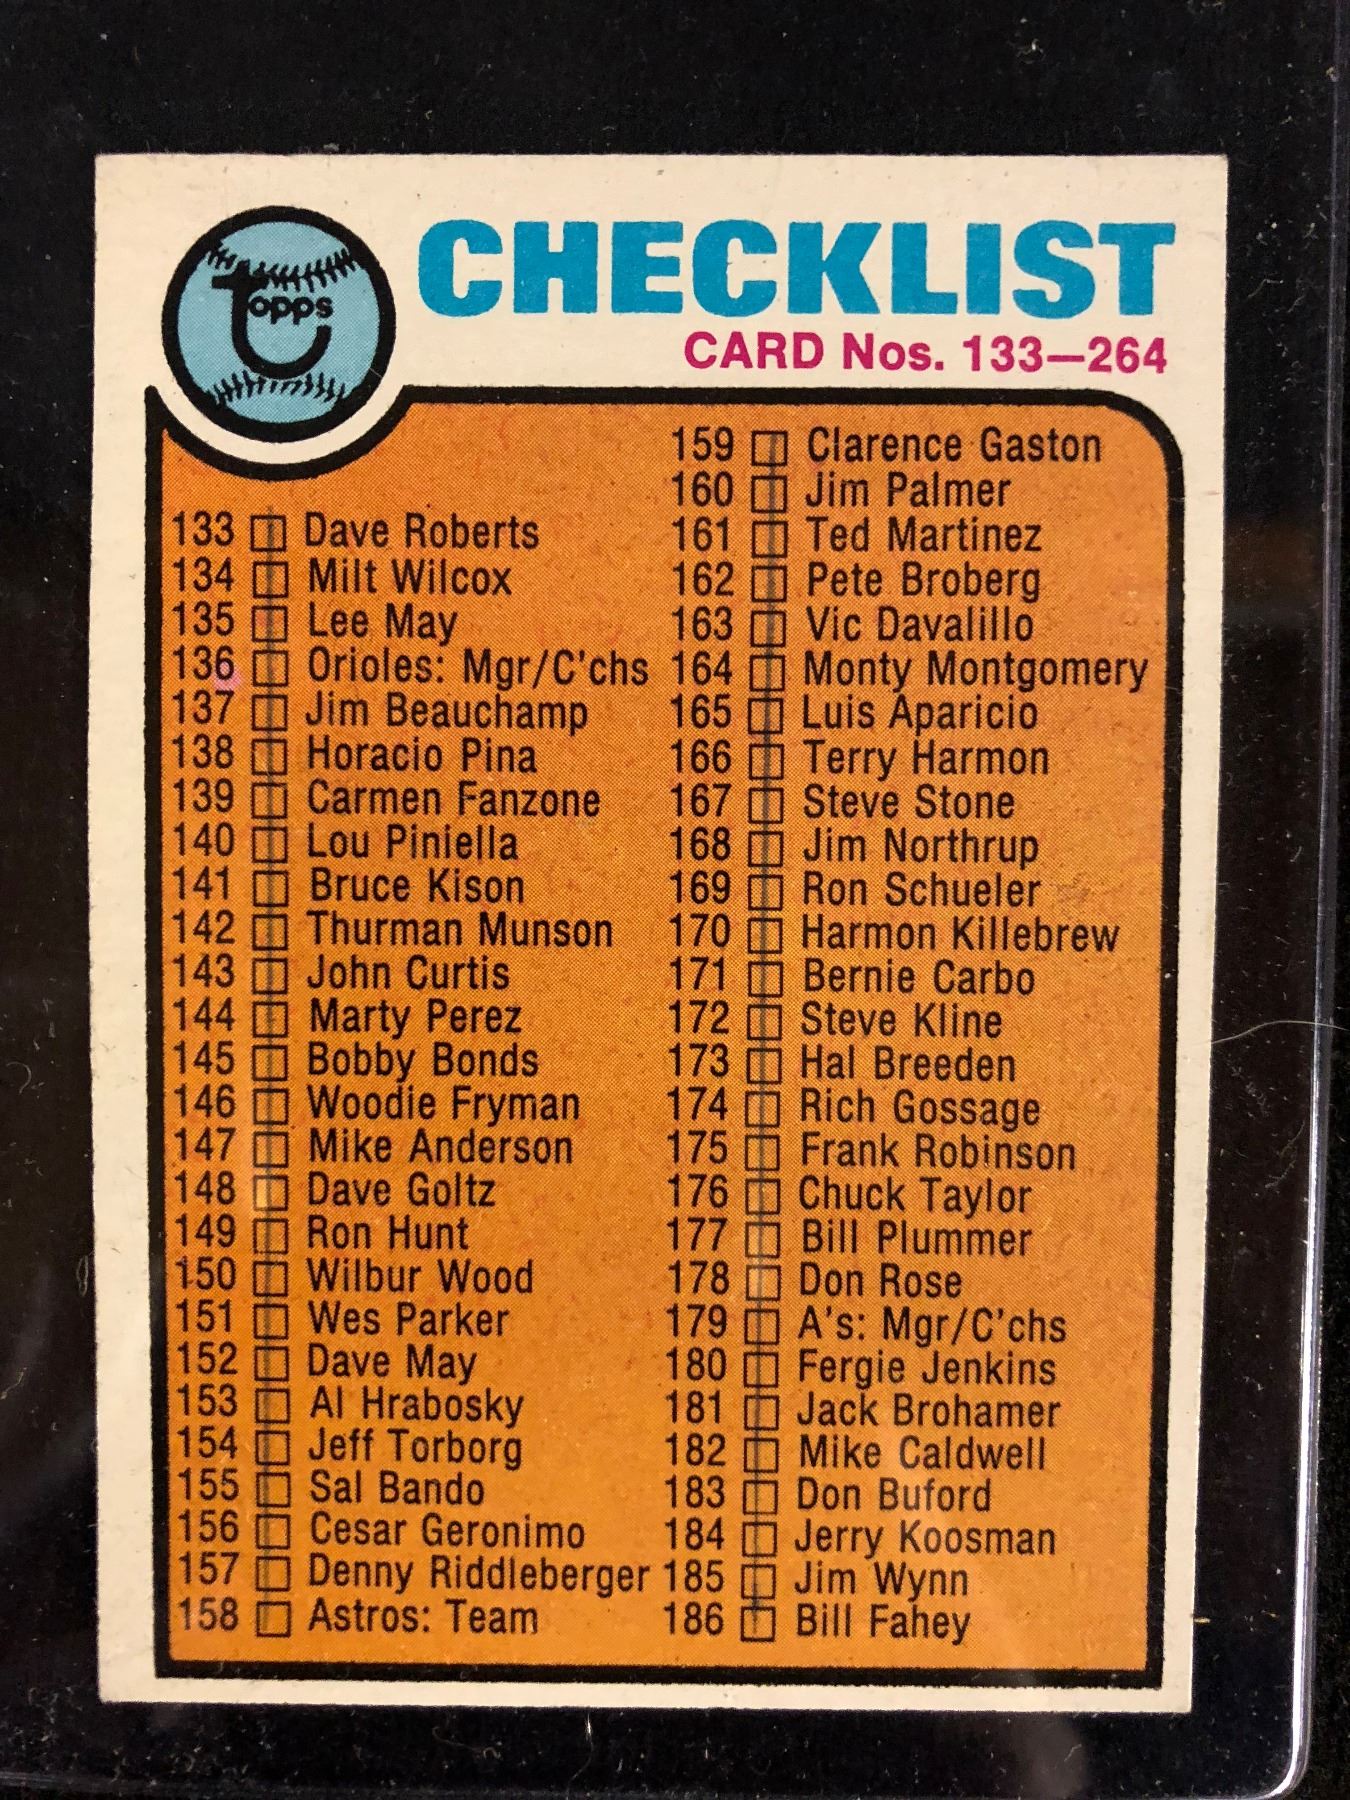 Topps
CHECKLIST
CARD Nos. 133—264
133 Dave Roberts
134 Milt Wilcox
135 Lee May
136 Orioles: Mgr/C'chs
137 Jim Beauchamp
138 Horacio Pina
139 Carmen Fanzone
140 Lou Piniella
141 Bruce Kison
142 Thurman Munson
143 John Curtis
144 Marty Perez
145 Bobby Bonds
146 Woodie Fryman
147 Mike Anderson
148 Dave Goltz
149 Ron Hunt
150 Wilbur Wood
151 Wes Parker
152 Dave May
153 Al Hrabosky
154 Jeff Torborg
155 Sal Bando
156 Cesar Geronimo
157 Denny Riddleberger
158 Astros: Team
159 Clarence Gaston
160 Jim Palmer
161 Ted Martinez
162 Pete Broberg
163 Vic Davalillo
164 Monty Montgomery
165 Luis Aparicio
166 Terry Harmon
167 Steve Stone
168 Jim Northrup
169 Ron Schueler
170 Harmon Killebrew
171 Bernie Carbo
172 Steve Kline
173 Hal Breeden
174 Rich Gossage
175 Frank Robinson
176 Chuck Taylor
177 Bill Plummer
178 Don Rose
179 A's: Mgr/C'chs
180 Fergie Jenkins
181 Jack Brohamer
182 Mike Caldwell
183 Don Buford
184 Jerry Koosman
185 Jim Wynn
186 Bill Fahey